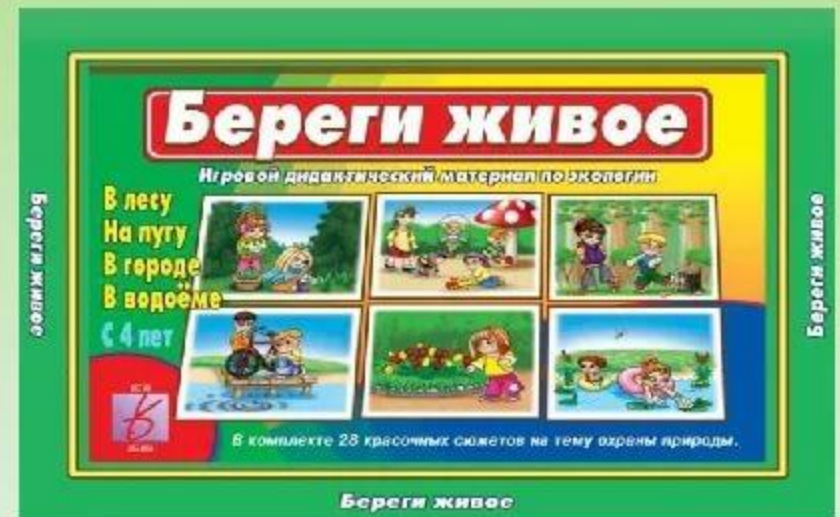 Береги живое
Игровой дидактический материал по экологии
В лесу
На лугу
В городе
В водоёме
С 4 лет
В комплекте 28 красочных сюжетов на тему охраны природы.
Береги живое
Береги живое
Береги живое